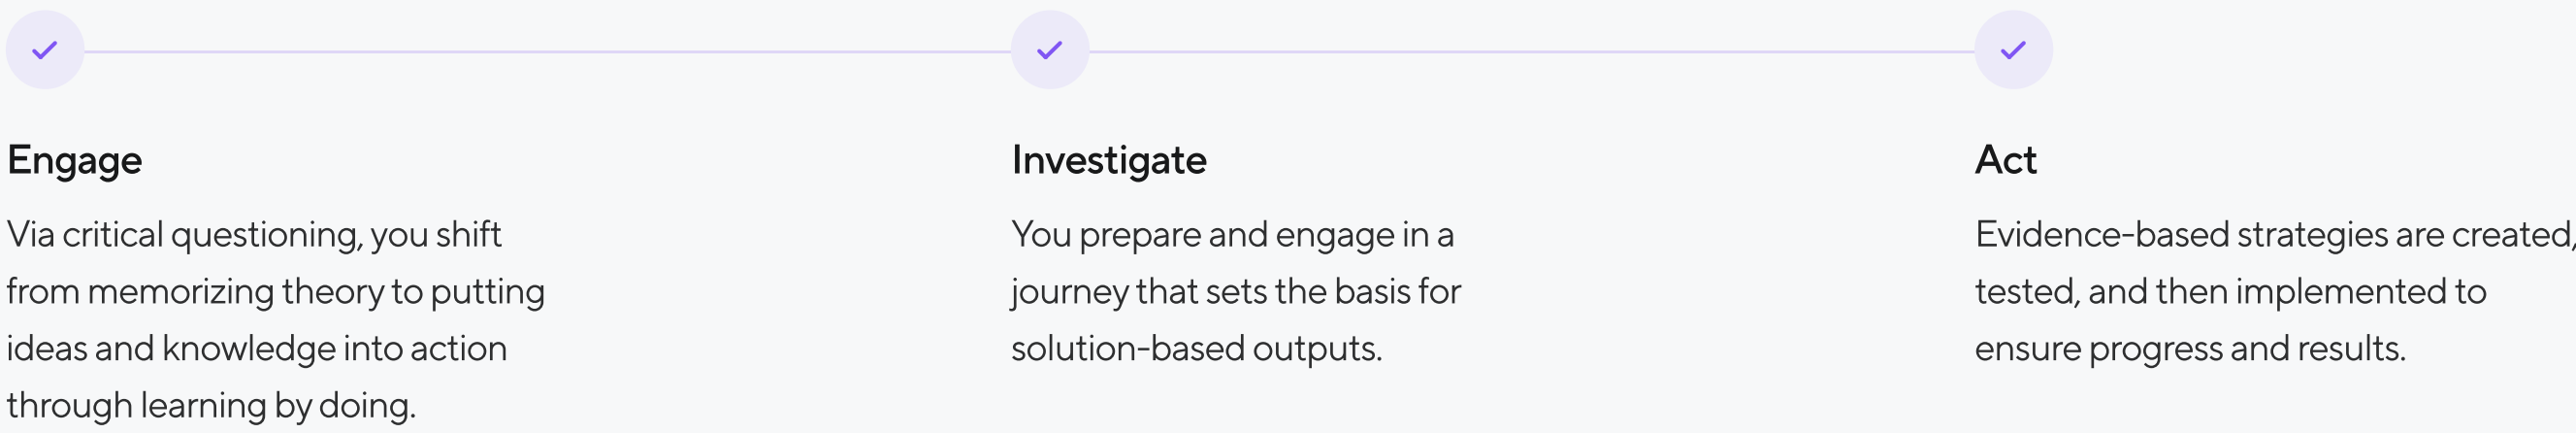 Engage
Via critical questioning, you shift
from memorizing theory to putting
ideas and knowledge into action
through learning by doing.
Investigate
You prepare and engage in a
journey that sets the basis for
solution-based outputs.
Act
Evidence-based strategies are created,
tested, and then implemented to
ensure progress and results.